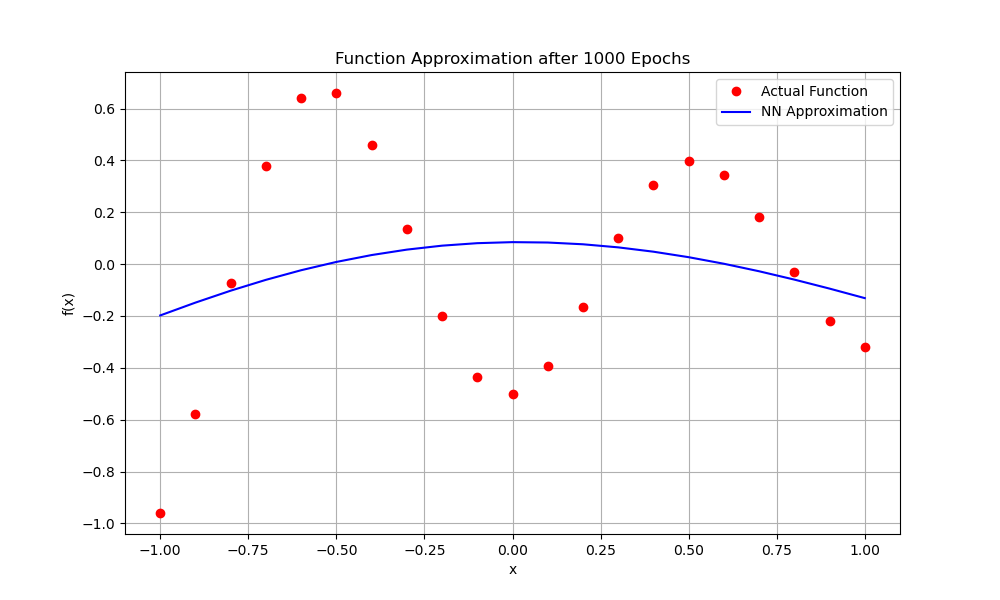 Function Approximation after 1000 Epochs
Actual Function
NN Approximation
0.6
0.4
0.2
0.0
−0.2
−0.4
−0.6
−0.8
−1.0
f(x)
−1.00 −0.75 −0.50 −0.25 0.00 0.25 0.50 0.75 1.00
x